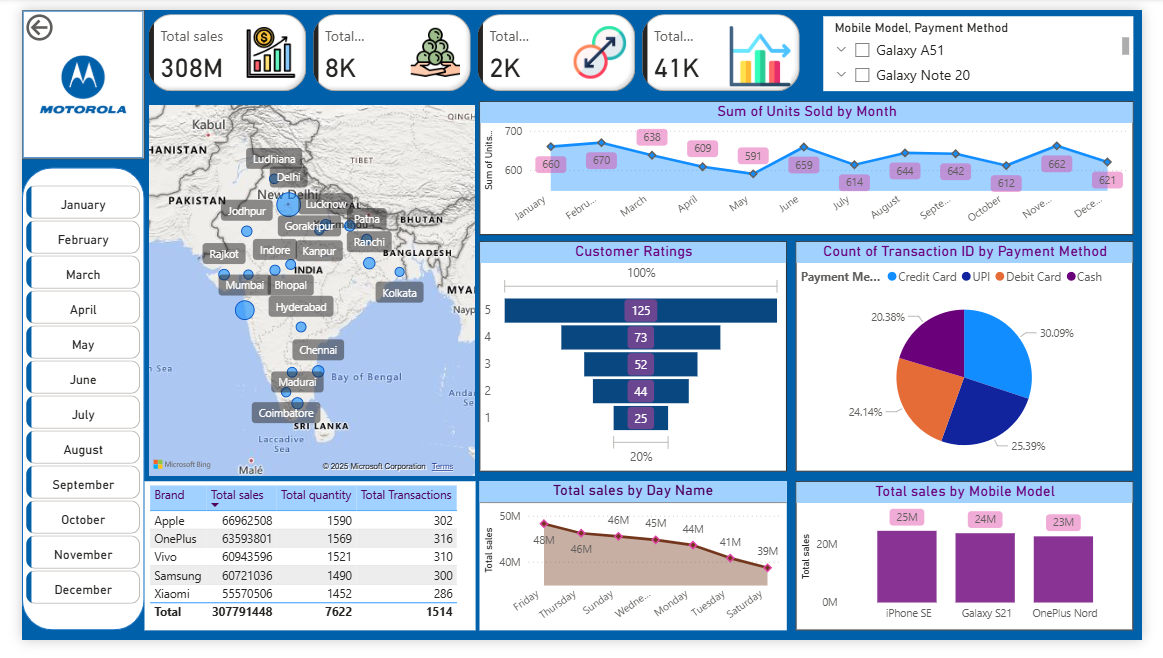 MOTOROLA
Total sales
308M
Total...
8K
Total...
2K
Total...
41K
Mobile Model, Payment Method
Galaxy A51
Galaxy Note 20
January
February
March
April
May
June
July
August
September
October
November
December
Kabul
QINGH
HANISTAN
TIBET
Ludhiana
Delhi
New Delhi
PAKISTAN
Jodhpur
Lucknow
PAL
BHUTAN
Gorakhpur
Patna
Ranchi
Rajkot
Indore
Kanpur
BANGLADESH
INDIA
Mumbai
Bhopal
MYA
Kolkata
Hyderabad
Nayp
Chennai
n Sea
Bay of Bengal
Madurai
Andar
Se
Coimbatore
SRI LANKA
Laccadive
Sea
Microsoft Bing
Malé
© 2025 Microsoft Corporation Terms
Sum of Units Sold by Month
Sum of Units...
700
600
660
670
638
609
591
659
614
644
642
612
662
621
January
Febru...
March
April
May
June
July
August
Septe...
October
Nove...
Dece...
Customer Ratings
100%
5
125
4
73
3
52
2
44
1
25
20%
Count of Transaction ID by Payment Method
Payment Me... Credit Card UPI Debit Card Cash
20.38%
30.09%
24.14%
25.39%
Brand Total sales Total quantity Total Transactions
Apple 66962508 1590 302
OnePlus 63593801 1569 316
Vivo 60943596 1521 310
Samsung 60721036 1490 300
Xiaomi 55570506 1452 286
Total 307791448 7622 1514
Total sales by Day Name
Total sales
50M
40M
48M
46M
46M
45M
44M
41M
39M
Friday
Thursday
Sunday
Wedne...
Monday
Tuesday
Saturday
Total sales by Mobile Model
Total sales
20M
0M
25M
24M
23M
iPhone SE
Galaxy S21
OnePlus Nord